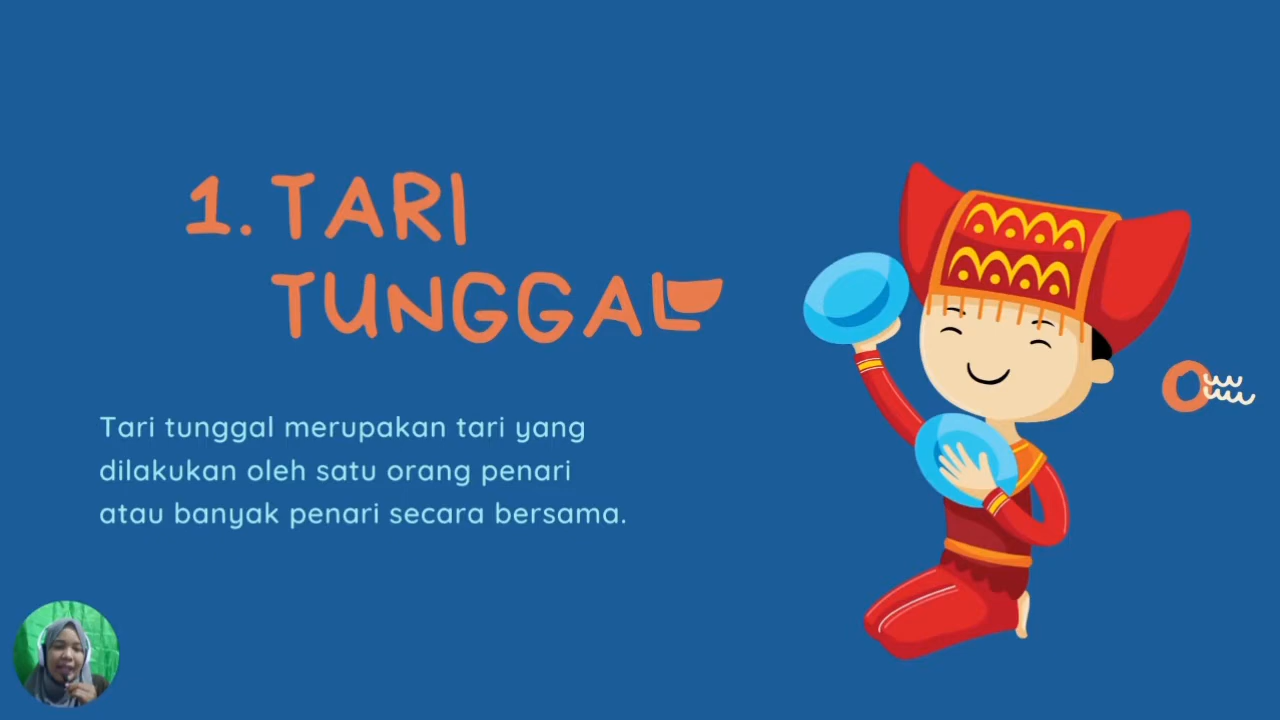 1. TARI
TUNGGAL
Tari tunggal merupakan tari yang
dilakukan oleh satu orang penari
atau banyak penari secara bersama.